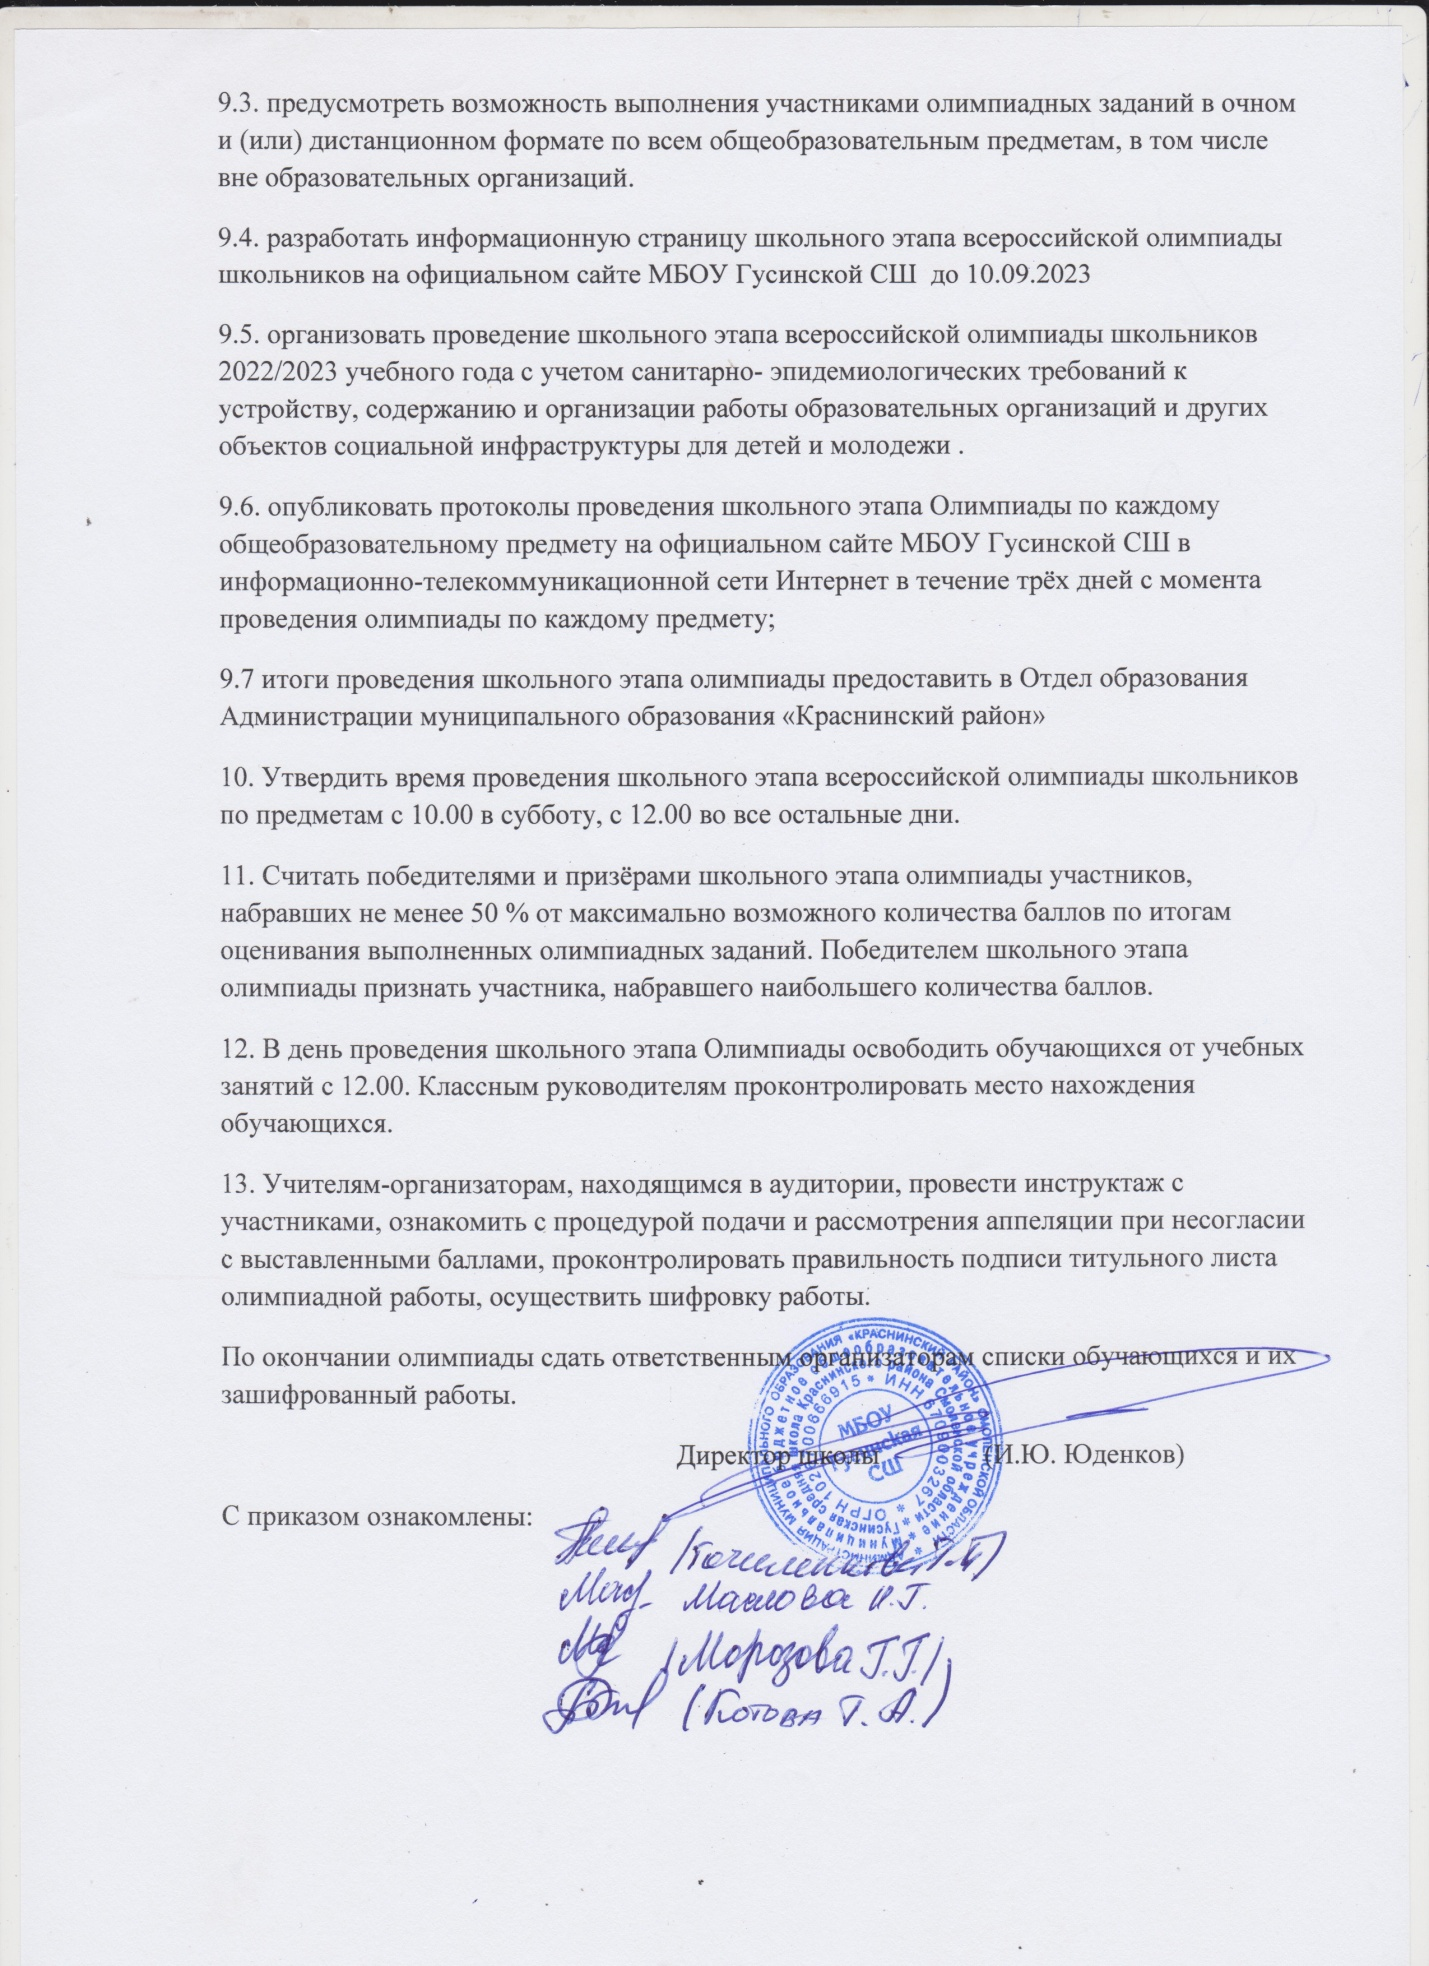 9.3. предусмотреть возможность выполнения участниками олимпиадных заданий в очном
и (или) дистанционном формате по всем общеобразовательным предметам, в том числе
вне образовательных организаций.
9.4. разработать информационную страницу школьного этапа всероссийской олимпиады
школьников на официальном сайте МБОУ Гусинской СШ  до 10.09.2023
9.5. организовать проведение школьного этапа всероссийской олимпиады школьников
2022/2023 учебного года с учетом санитарно- эпидемиологических требований к
устройству, содержанию и организации работы образовательных организаций и других
объектов социальной инфраструктуры для детей и молодежи .
9.6. опубликовать протоколы проведения школьного этапа Олимпиады по каждому
общеобразовательному предмету на официальном сайте МБОУ Гусинской СШ в
информационно-телекоммуникационной сети Интернет в течение трёх дней с момента
проведения олимпиады по каждому предмету;
9.7 итоги проведения школьного этапа олимпиады предоставить в Отдел образования
Администрации муниципального образования «Краснинский район»
10. Утвердить время проведения школьного этапа всероссийской олимпиады школьников
по предметам с 10.00 в субботу, с 12.00 во все остальные дни.
11. Считать победителями и призёрами школьного этапа олимпиады участников,
набравших не менее 50 % от максимально возможного количества баллов по итогам
оценивания выполненных олимпиадных заданий. Победителем школьного этапа
олимпиады признать участника, набравшего наибольшего количества баллов.
12. В день проведения школьного этапа Олимпиады освободить обучающихся от учебных
занятий с 12.00. Классным руководителям проконтролировать место нахождения
обучающихся.
13. Учителям-организаторам, находящимся в аудитории, провести инструктаж с
участниками, ознакомить с процедурой подачи и рассмотрения аппеляции при несогласии
с выставленными баллами, проконтролировать правильность подписи титульного листа
олимпиадной работы, осуществить шифровку работы.
По окончании олимпиады сдать ответственным организаторам списки обучающихся и их
зашифрованный работы.
МБОУ
Гусинская
СШ
Директор школы (И.Ю. Юденков)
С приказом ознакомлены:
Маслова Н.Г.
(Морозова Г.Г.)
(Котова Т. А.)